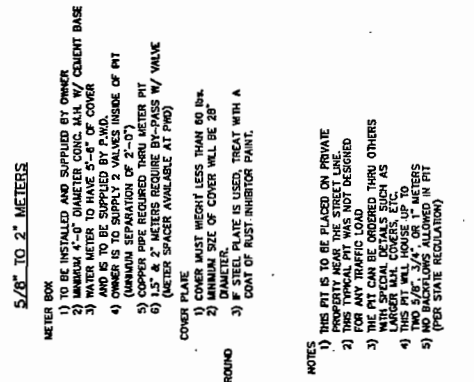 5/8" TO 2" METERS
METER BOX
1) TO BE INSTALLED AND SUPPLIED BY OWNER
2) MINIMUM 4'-0" DIAMETER CONC. M.H. W/ CEMENT BASE
3) WATER METER TO HAVE 5'-6" OF COVER
AND IS TO BE SUPPLIED BY P.W.D.
4) OWNER IS TO SUPPLY 2 VALVES INSIDE OF PIT
(MINIMUM SEPARATION OF 2'-0")
5) COPPER PIPE REQUIRED THRU METER PIT
6) 1.5" & 2" METERS REQUIRE BY-PASS W/ VALVE
(METER SPACER AVAILABLE AT PWD)
COVER PLATE
1) COVER MUST WIEGHT LESS THAN 60 lbs.
2) MINIMUM SIZE OF COVER WILL BE 28"
DIAMETER.
3) IF STEEL PLATE IS USED, TREAT WITH A
COAT OF RUST-INHIBITOR PAINT.
ROUND
NOTES
1) THIS PIT IS TO BE PLACED ON PRIVATE
PROPERTY NEAR THE STREET LINE.
2) THIS TYPICAL PIT WAS NOT DESIGNED
FOR ANY TRAFFIC LOAD
3) THE PIT CAN BE ORDERED THRU OTHERS
WITH SPECIAL DETAILS SUCH AS
LARGER M.H. COVERS, ETC.
4) THIS PIT WILL HOUSE UP TO
TWO 5/8", 3/4", OR 1" METERS
5) NO BACKFLOWS ALLOWED IN PIT
(PER STATE REGULATION)